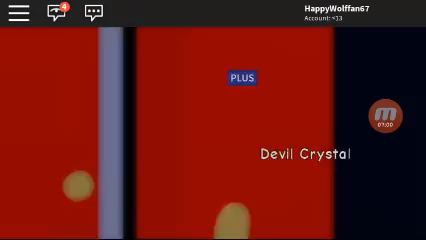 4
HappyWolffan67
Account: <13
PLUS
07:00
Devil Crystal